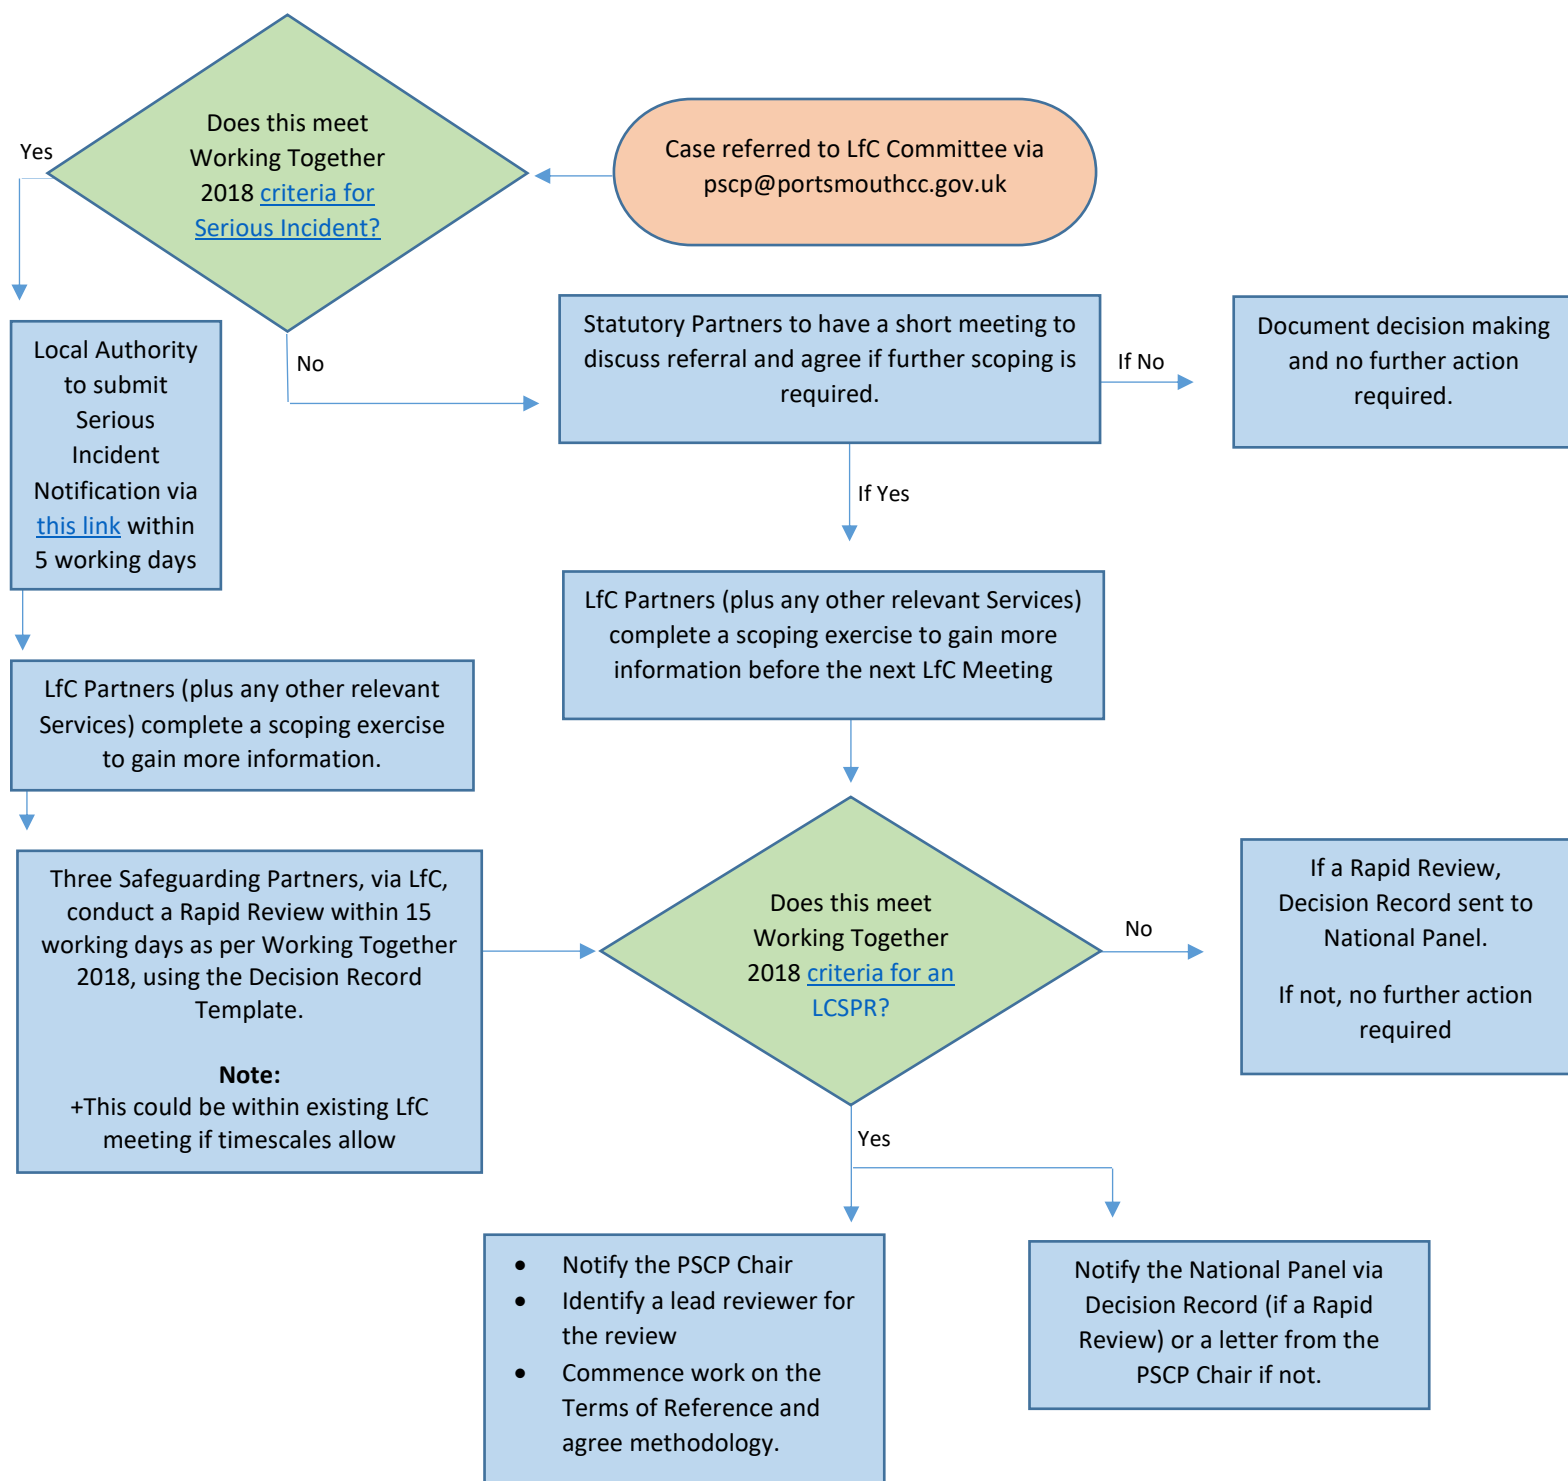 Does this meet
Working Together
2018 criteria for
Serious Incident?
Case referred to LfC Committee via
pscp@portsmouthcc.gov.uk
Yes
No
Local Authority
to submit
Serious
Incident
Notification via
this link within
5 working days
Statutory Partners to have a short meeting to
discuss referral and agree if further scoping is
required.
If No
Document decision making
and no further action
required.
If Yes
LfC Partners (plus any other relevant Services)
complete a scoping exercise to gain more
information before the next LfC Meeting
LfC Partners (plus any other relevant
Services) complete a scoping exercise
to gain more information.
Three Safeguarding Partners, via LfC,
conduct a Rapid Review within 15
working days as per Working Together
2018, using the Decision Record
Template.
Note:
+This could be within existing LfC
meeting if timescales allow
Does this meet
Working Together
2018 criteria for an
LCSPR?
No
If a Rapid Review,
Decision Record sent to
National Panel.
If not, no further action
required
Yes
• Notify the PSCP Chair
• Identify a lead reviewer for
the review
• Commence work on the
Terms of Reference and
agree methodology.
Notify the National Panel via
Decision Record (if a Rapid
Review) or a letter from the
PSCP Chair if not.